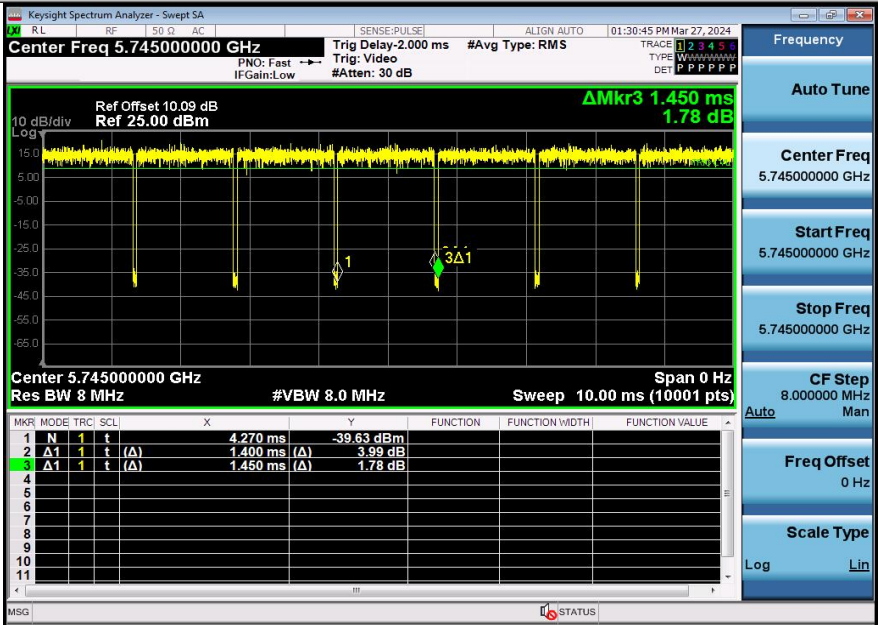 Keysight Spectrum Analyzer - Swept SA
LXI RL RF 50 Ω AC SENSE:PULSE ALIGN AUTO 01:30:45 PM Mar 27, 2024
Center Freq 5.745000000 GHz
PNO: Fast
IFGain:Low
Trig Delay-2.000 ms
Trig: Video
#Atten: 30 dB
#Avg Type: RMS
TRACE 1 2 3 4 5 6
TYPE WWWWWW
DET P P P P P P
Frequency
ΔMkr3 1.450 ms
1.78 dB
Ref Offset 10.09 dB
10 dB/div Ref 25.00 dBm
Log
15.0
5.00
-5.00
-15.0
-25.0
-35.0
-45.0
-55.0
-65.0
1
3Δ1
Center 5.745000000 GHz Span 0 Hz
Res BW 8 MHz #VBW 8.0 MHz Sweep 10.00 ms (10001 pts)
MKR MODE TRC SCL X Y FUNCTION FUNCTION WIDTH FUNCTION VALUE
1 N 1 t 4.270 ms -39.63 dBm
2 Δ1 1 t (Δ) 1.400 ms (Δ) 3.99 dB
3 Δ1 1 t (Δ) 1.450 ms (Δ) 1.78 dB
4
5
6
7
8
9
10
11
Auto Tune
Center Freq
5.745000000 GHz
Start Freq
5.745000000 GHz
Stop Freq
5.745000000 GHz
CF Step
8.000000 MHz
Auto Man
Freq Offset
0 Hz
Scale Type
Log Lin
MSG STATUS